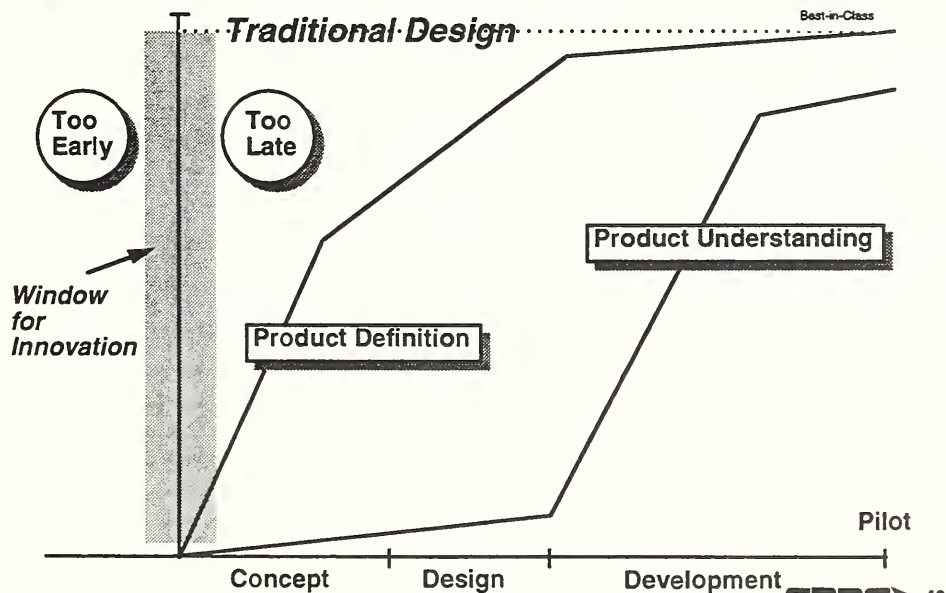 Traditional Design
Best-in-Class
Too
Early
Too
Late
Window
for
Innovation
Product Understanding
Product Definition
Pilot
Concept
Design
Development